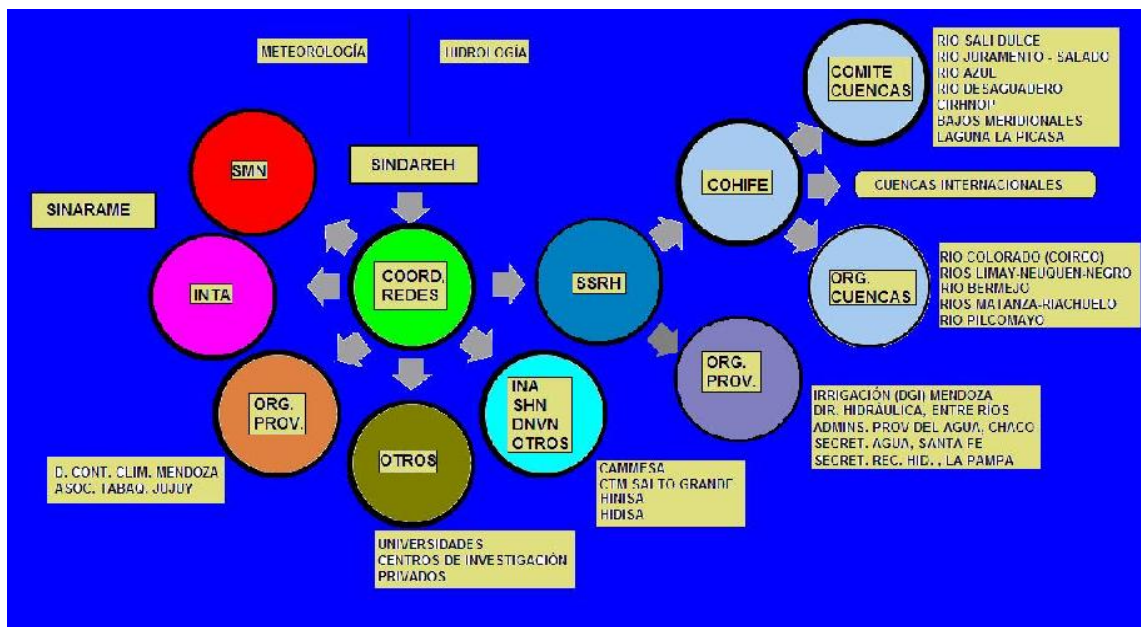 METEOROLOGÍA
HIDROLOGÍA
SINDAREH
SMN
SINARAME
INTA
COORD.
REDES
SSRH
COHIFE
COMITE
CUENCAS
RIO SALI DULCE
RIO JURAMENTO - SALADO
RIO AZUL
RIO DESAGUADERO
CIRHNOP
BAJOS MERIDIONALES
LAGUNA LA PICASA
CUENCAS INTERNACIONALES
ORG.
CUENCAS
RIO COLORADO (COIRCO)
RIOS LIMAY-NEUQUEN-NEGRO
RIO BERMEJO
RIOS MATANZA-RIACHUELO
RIO PILCOMAYO
ORG.
PROV.
IRRIGACIÓN (DGI) MENDOZA
DIR. HIDRÁULICA, ENTRE RÍOS
ADMINS. PROV DEL AGUA, CHACO
SECRET. AGUA, SANTA FE
SECRET. REC. HID. , LA PAMPA
INA
SHN
DNVN
OTROS
CAMMESA
CTM SALTO GRANDE
HINISA
HIDISA
OTROS
UNIVERSIDADES
CENTROS DE INVESTIGACIÓN
PRIVADOS
ORG.
PROV.
D. CONT. CLIM. MENDOZA
ASOC. TABAQ. JUJUY